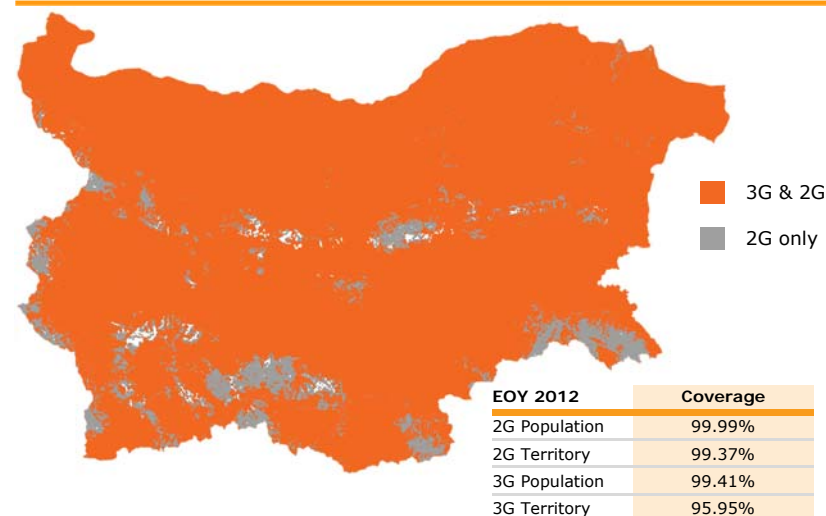 3G & 2G
2G only
EOY 2012 Coverage
2G Population 99.99%
2G Territory 99.37%
3G Population 99.41%
3G Territory 95.95%